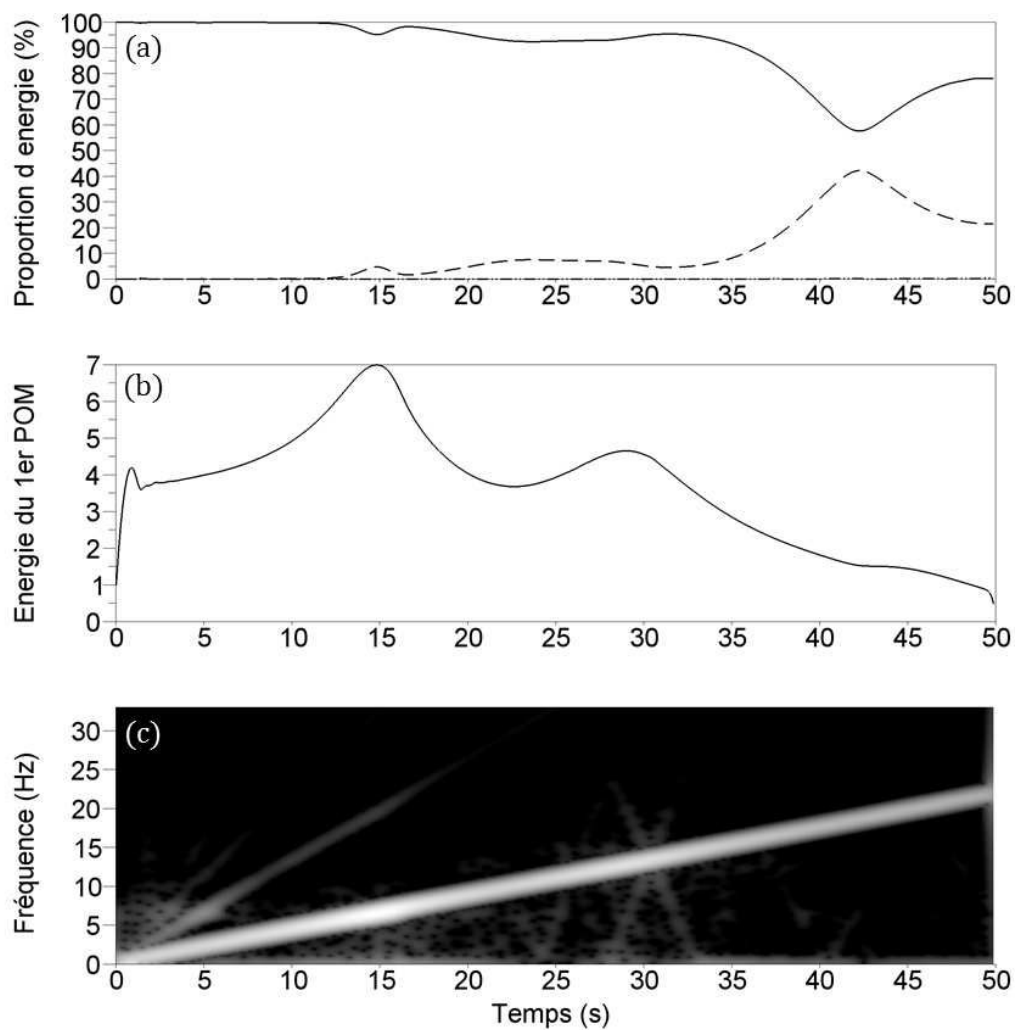 Proportion d energie (%)
100
90
80
70
60
50
40
30
20
10
0
(a)
0 5 10 15 20 25 30 35 40 45 50
Energie du 1er POM
7
6
5
4
3
2
1
0
(b)
0 5 10 15 20 25 30 35 40 45 50
Fréquence (Hz)
30
25
20
15
10
5
0
(c)
0 5 10 15 20 25 30 35 40 45 50
Temps (s)